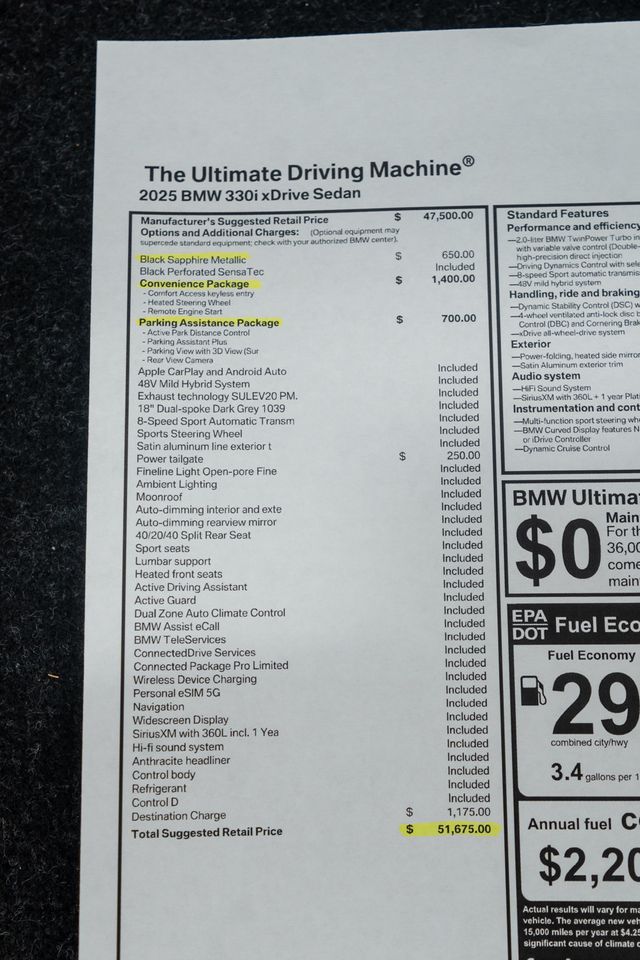 The Ultimate Driving Machine®
2025 BMW 330i xDrive Sedan
Manufacturer's Suggested Retail Price $ 47,500.00
Options and Additional Charges: (Optional equipment may
supercede standard equipment; check with your authorized BMW center).
Black Sapphire Metallic $ 650.00
Black Perforated SensaTec Included
Convenience Package $ 1,400.00
- Comfort Access keyless entry
- Heated Steering Wheel
- Remote Engine Start
Parking Assistance Package $ 700.00
- Active Park Distance Control
- Parking Assistant Plus
- Parking View with 3D View (Sur
- Rear View Camera
Apple CarPlay and Android Auto Included
48V Mild Hybrid System Included
Exhaust technology SULEV20 PM. Included
18" Dual-spoke Dark Grey 1039 Included
8-Speed Sport Automatic Transm Included
Sports Steering Wheel Included
Satin aluminum line exterior t Included
Power tailgate $ 250.00
Fineline Light Open-pore Fine Included
Ambient Lighting Included
Moonroof Included
Auto-dimming interior and exte Included
Auto-dimming rearview mirror Included
40/20/40 Split Rear Seat Included
Sport seats Included
Lumbar support Included
Heated front seats Included
Active Driving Assistant Included
Active Guard Included
Dual Zone Auto Climate Control Included
BMW Assist eCall Included
BMW TeleServices Included
ConnectedDrive Services Included
Connected Package Pro Limited Included
Wireless Device Charging Included
Personal eSIM 5G Included
Navigation Included
Widescreen Display Included
SiriusXM with 360L incl. 1 Yea Included
Hi-fi sound system Included
Anthracite headliner Included
Control body Included
Refrigerant Included
Control D Included
Destination Charge $ 1,175.00
Total Suggested Retail Price $ 51,675.00
Standard Features
Performance and efficiency
—2.0-liter BMW TwinPower Turbo in
with variable valve control (Double-
high-precision direct injection
—Driving Dynamics Control with sele
—8-speed Sport automatic transmiss
—48V mild hybrid system
Handling, ride and braking
—Dynamic Stability Control (DSC) w
—4-wheel ventilated anti-lock disc b
Control (DBC) and Cornering Brak
—xDrive all-wheel-drive system
Exterior
—Power-folding, heated side mirror
—Satin Aluminum exterior trim
Audio system
—HiFi Sound System
—SiriusXM with 360L + 1 year Plati
Instrumentation and cont
—Multi-function sport steering whe
—BMW Curved Display features N
or iDrive Controller
—Dynamic Cruise Control
BMW Ultimat
$0
Main
For th
36,00
come
main
EPA
DOT
Fuel Eco
Fuel Economy
29
combined city/hwy
3.4 gallons per 1
Annual fuel co
$2,20
Actual results will vary for ma
vehicle. The average new veh
15,000 miles per year at $4.25
significant cause of climate c